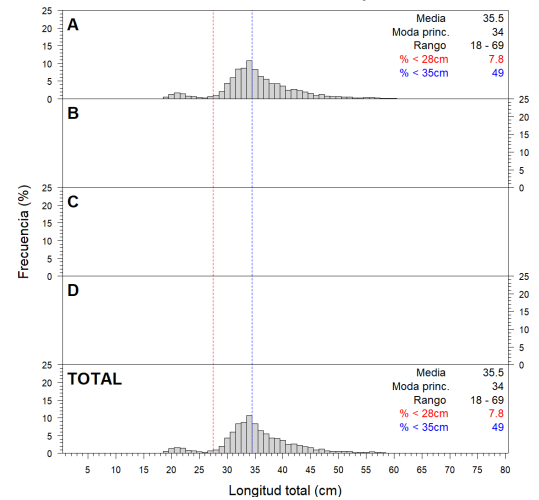 25
20
15
10
5
0
A
Media 35.5
Moda princ. 34
Rango 18 - 69
% < 28cm 7.8
% < 35cm 49
B
25
20
15
10
5
0
25
20
15
10
5
0
C
D
25
20
15
10
5
0
25
20
15
10
5
0
TOTAL
Media 35.5
Moda princ. 34
Rango 18 - 69
% < 28cm 7.8
% < 35cm 49
Frecuencia (%)
5 10 15 20 25 30 35 40 45 50 55 60 65 70 75 80
Longitud total (cm)